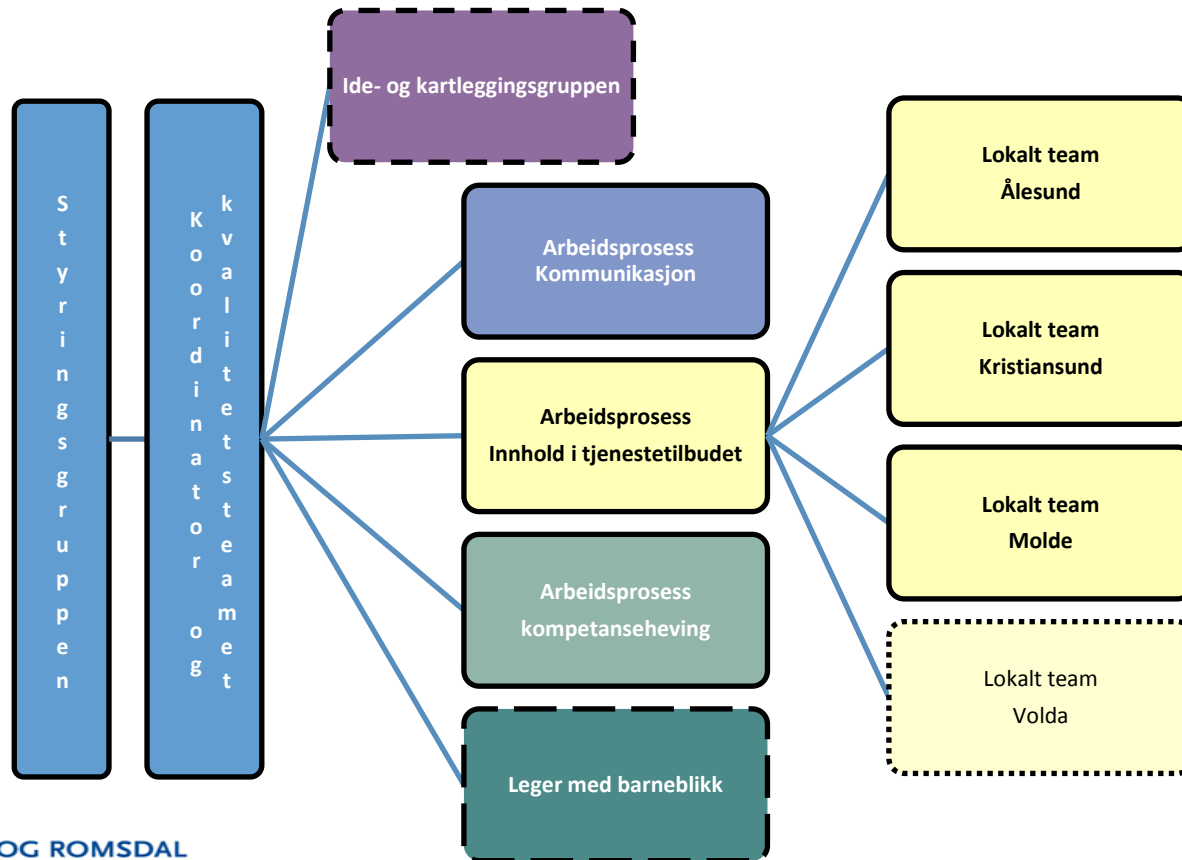 Styringsgruppen
Koordinator og
kvalitetsteamet
Ide- og kartleggingsgruppen
Arbeidsprosess
Kommunikasjon
Arbeidsprosess
Innhold i tjenestetilbudet
Arbeidsprosess
kompetanseheving
Leger med barneblikk
Lokalt team
Ålesund
Lokalt team
Kristiansund
Lokalt team
Molde
Lokalt team
Volda
OG ROMSDAL